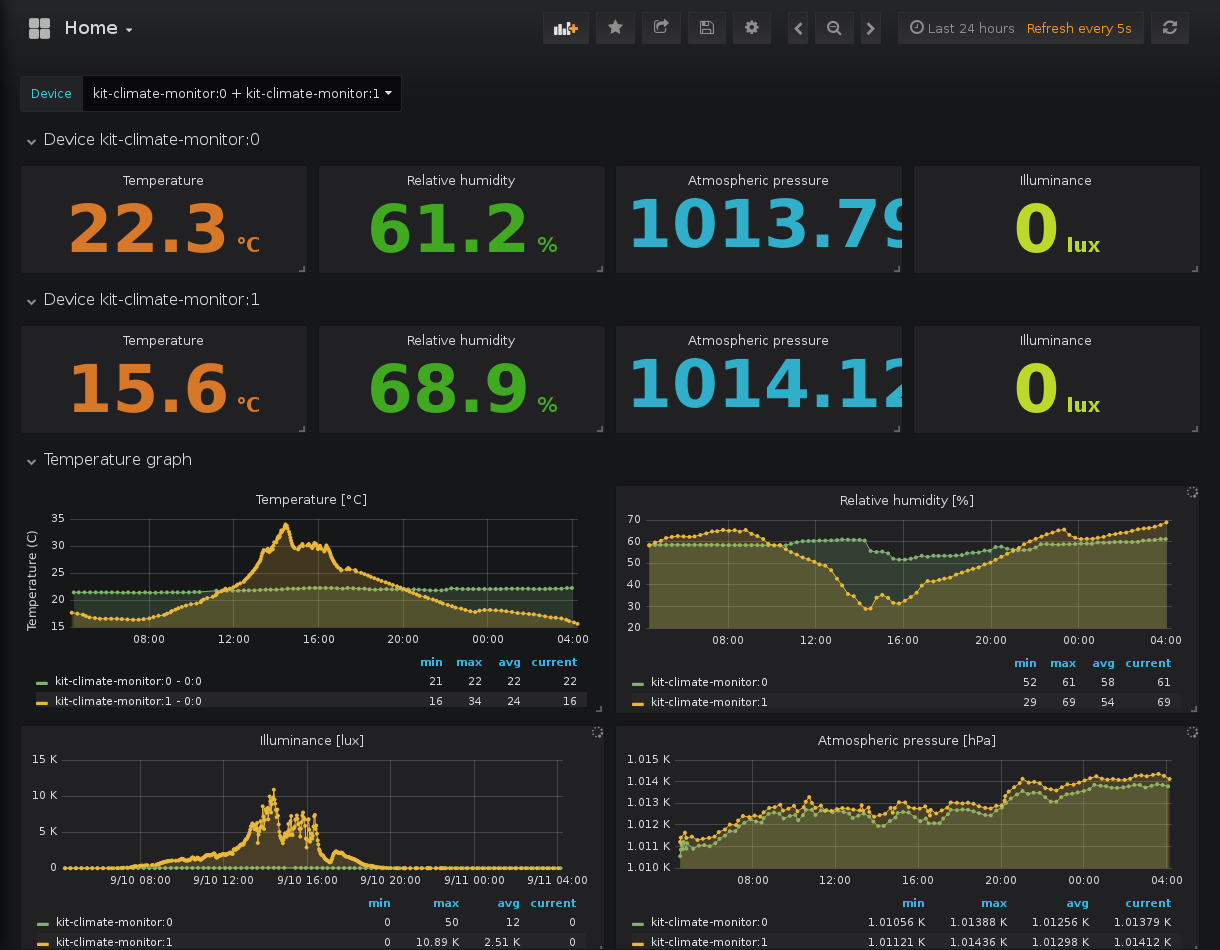 Home
Last 24 hours Refresh every 5s
Device kit-climate-monitor:0 + kit-climate-monitor:1
Device kit-climate-monitor:0
Temperature Relative humidity Atmospheric pressure Illuminance
22.3 °C 61.2 % 1013.79 0 lux
Device kit-climate-monitor:1
Temperature Relative humidity Atmospheric pressure Illuminance
15.6 °C 68.9 % 1014.12 0 lux
Temperature graph
Temperature [°C]
Temperature (C)
35
30
25
20
15
08:00 12:00 16:00 20:00 00:00 04:00
min max avg current
kit-climate-monitor:0 - 0:0 21 22 22 22
kit-climate-monitor:1 - 0:0 16 34 24 16
Relative humidity [%]
70
60
50
40
30
20
08:00 12:00 16:00 20:00 00:00 04:00
min max avg current
kit-climate-monitor:0 52 61 58 61
kit-climate-monitor:1 29 69 54 69
Illuminance [lux]
15 K
10 K
5 K
0
9/10 08:00 9/10 12:00 9/10 16:00 9/10 20:00 9/11 00:00 9/11 04:00
min max avg current
kit-climate-monitor:0 0 50 12 0
kit-climate-monitor:1 0 10.89 K 2.51 K 0
Atmospheric pressure [hPa]
1.015 K
1.014 K
1.013 K
1.012 K
1.011 K
1.010 K
08:00 12:00 16:00 20:00 00:00 04:00
min max avg current
kit-climate-monitor:0 1.01056 K 1.01388 K 1.01256 K 1.01379 K
kit-climate-monitor:1 1.01121 K 1.01436 K 1.01298 K 1.01412 K